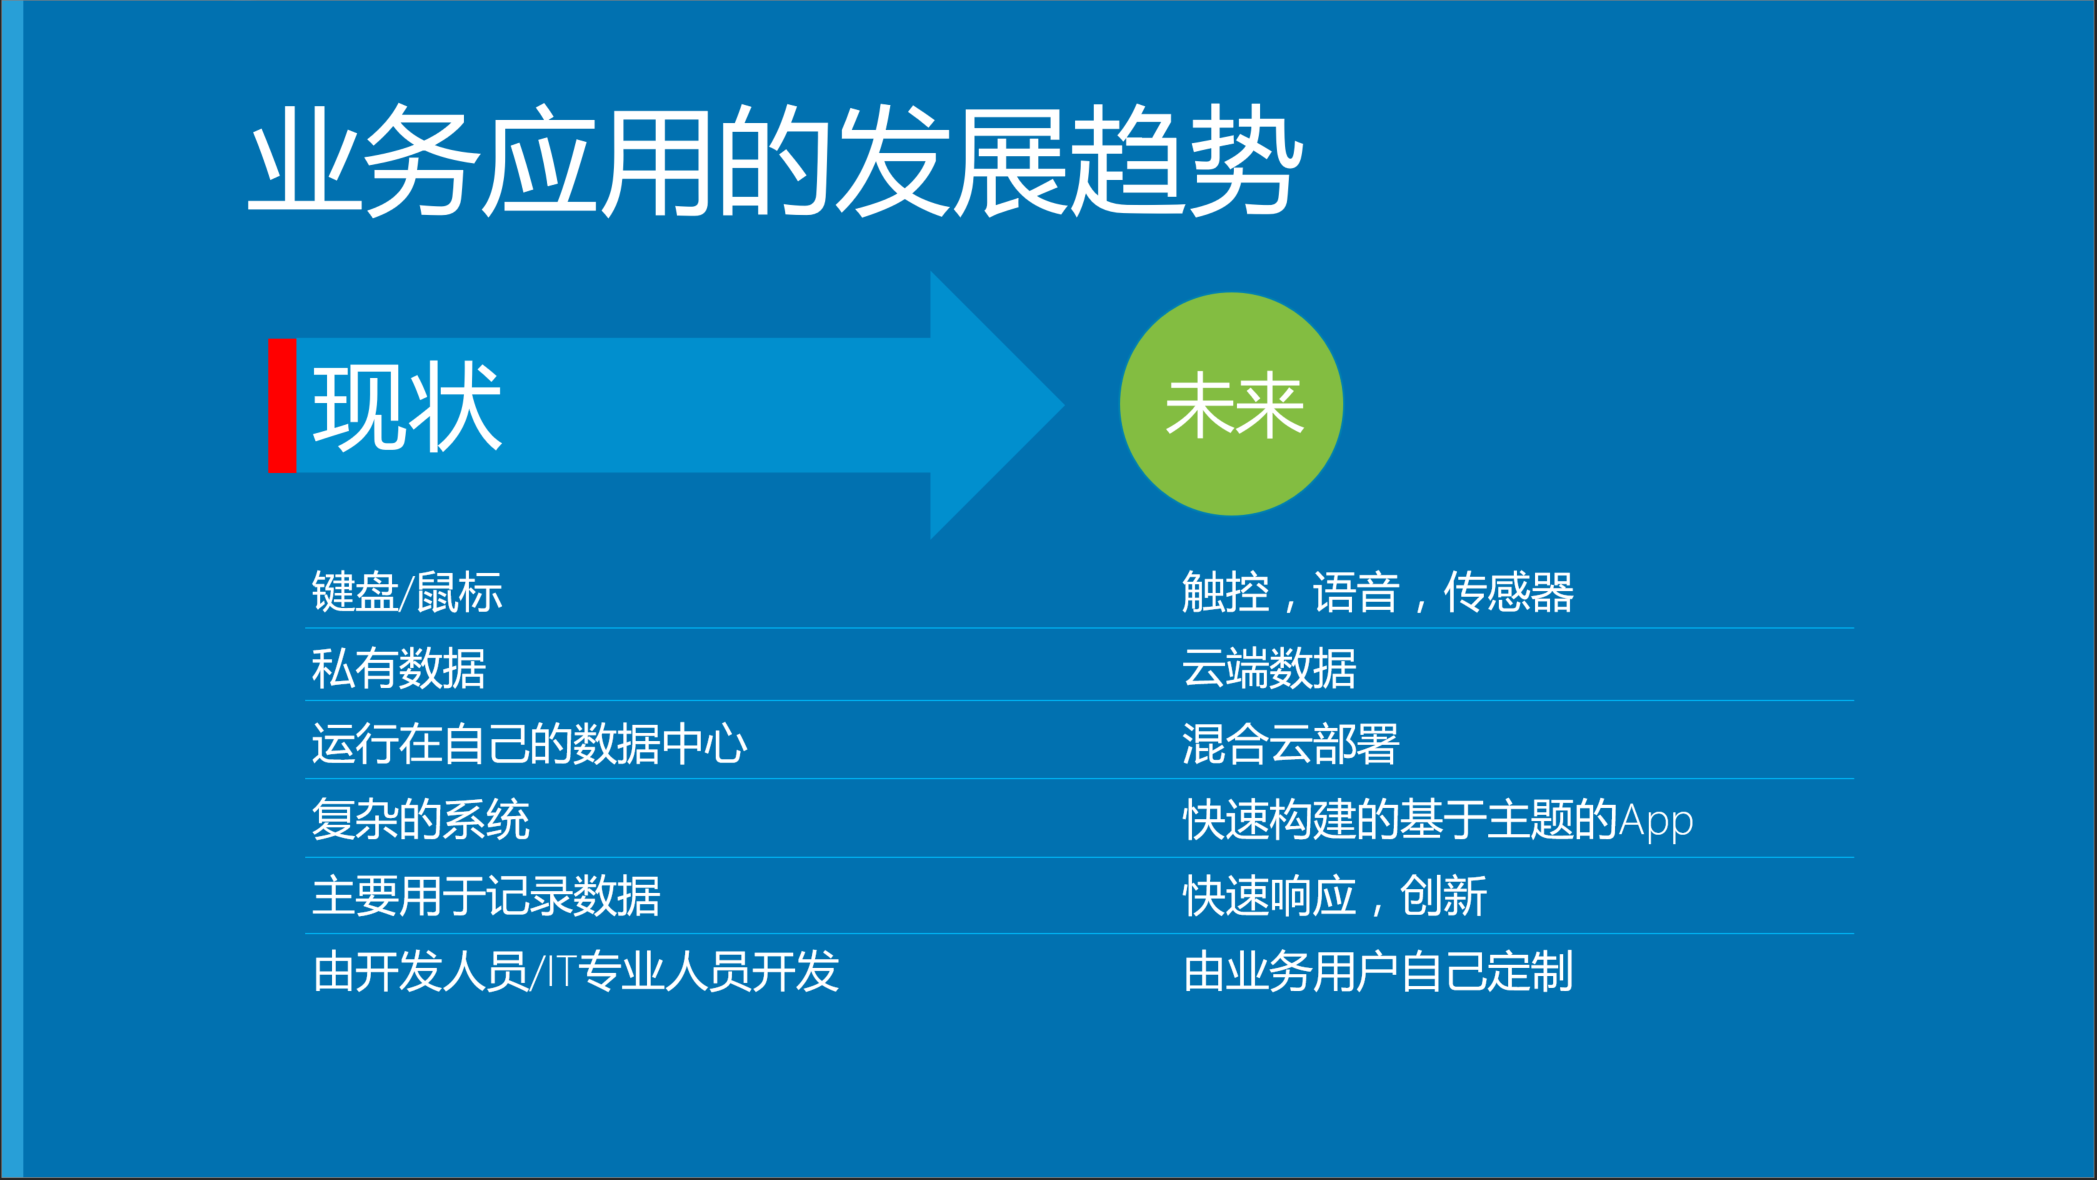 业务应用的发展趋势
现状
未来
键盘/鼠标
触控，语音，传感器
私有数据
云端数据
运行在自己的数据中心
混合云部署
复杂的系统
快速构建的基于主题的App
主要用于记录数据
快速响应，创新
由开发人员/IT专业人员开发
由业务用户自己定制